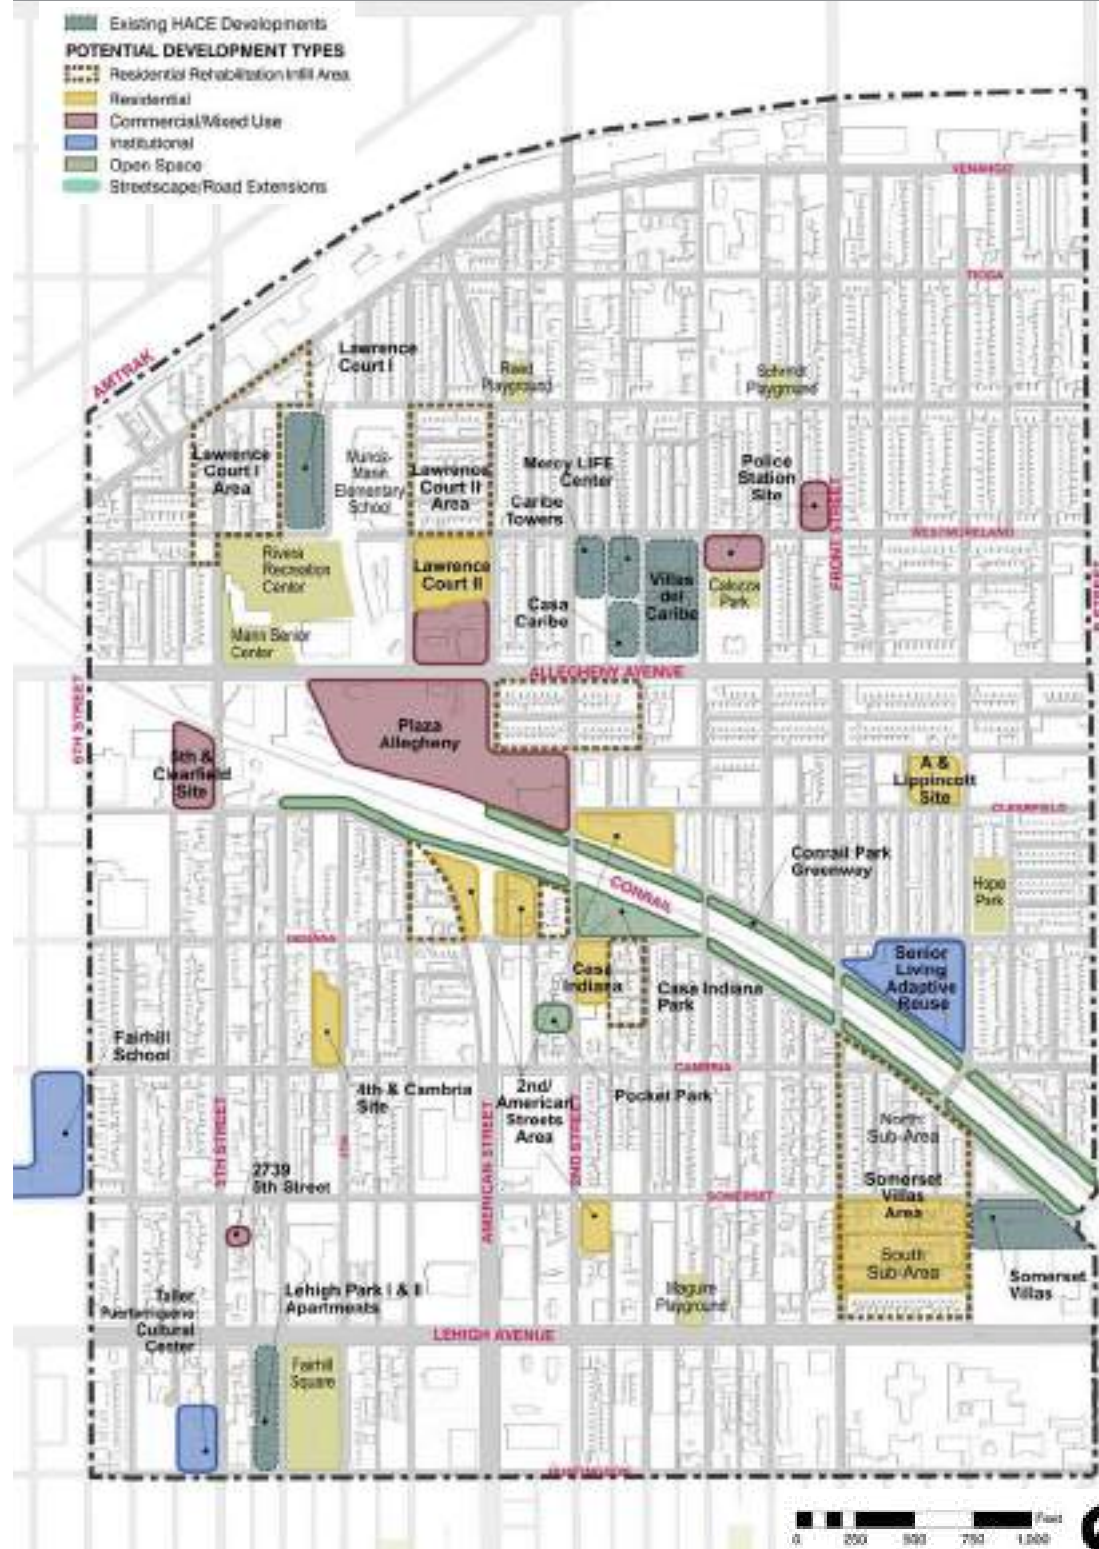 Existing HACE Developments
POTENTIAL DEVELOPMENT TYPES
Residential Rehabilitation Infill Area
Residential
Commercial/Mixed Use
Institutional
Open Space
Streetscape/Road Extensions
VENANGO
TIOGA
AMTRAK
Lawrence
Court I
Reed
Playground
Schmidt
Playground
Lawrence
Court I
Area
Munoz-
Marin
Elementary
School
Lawrence
Court II
Area
Mercy LIFE
Center
Caribe
Towers
Police
Station
Site
FRONT STREET
WESTMORELAND
Rivera
Recreation
Center
Lawrence
Court II
Villas
del
Caribe
Calozza
Park
Casa
Caribe
Mann Senior
Center
ALLEGHENY AVENUE
6TH STREET
Plaza
Allegheny
5th &
Clearfield
Site
A &
Lippincott
Site
CLEARFIELD
Conrail Park
Greenway
CONRAIL
Hope
Park
INDIANA
Senior
Living
Adaptive
Reuse
Casa
Indiana
Casa Indiana
Park
Fairhill
School
CAMBRIA
4th & Cambria
Site
2nd/
American
Streets
Area
Pocket Park
North
Sub-Area
5TH STREET
4TH
AMERICAN STREET
2ND STREET
2739
5th Street
SOMERSET
Somerset
Villas
Area
South
Sub-Area
Somerset
Villas
Taller
Puertorriqueno
Cultural
Center
Lehigh Park I & II
Apartments
Maguire
Playground
LEHIGH AVENUE
Fairhill
Square
HUNTINGDON
Feet
0 250 500 750 1,000